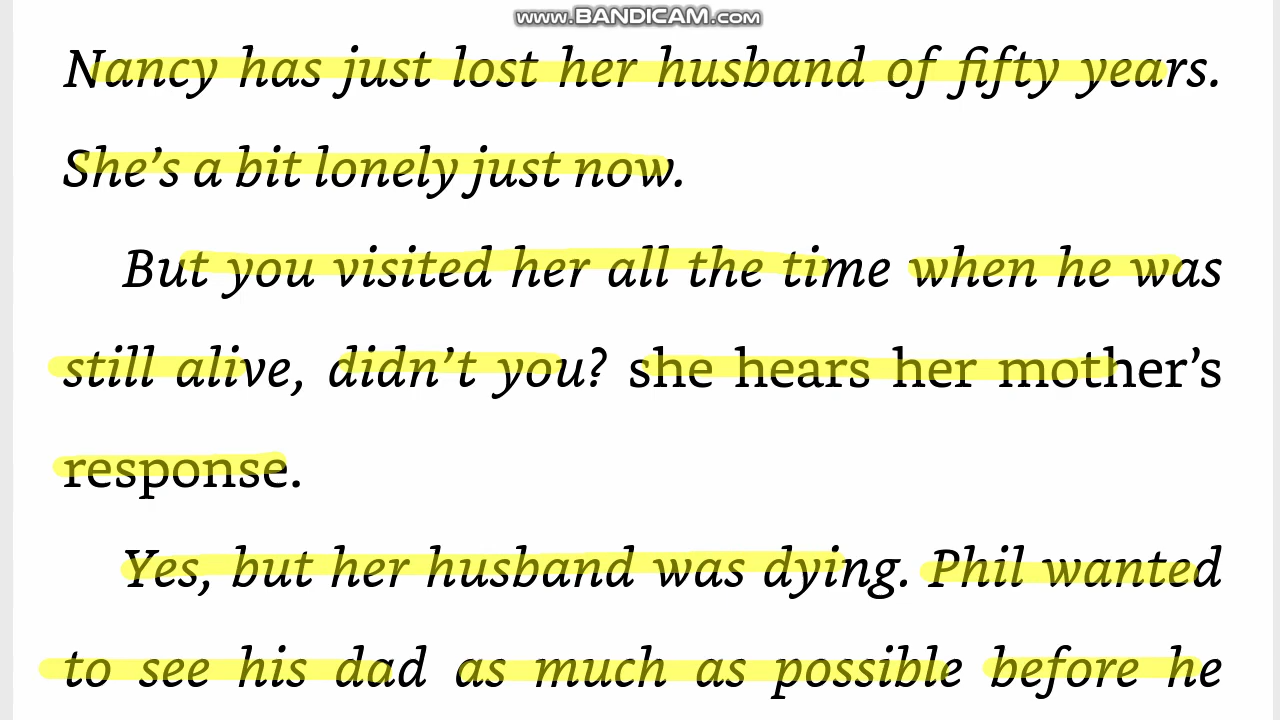 www.BANDICAM.com
Nancy has just lost her husband of fifty years.
She’s a bit lonely just now.
But you visited her all the time when he was
still alive, didn’t you? she hears her mother’s
response.
Yes, but her husband was dying. Phil wanted
to see his dad as much as possible before he